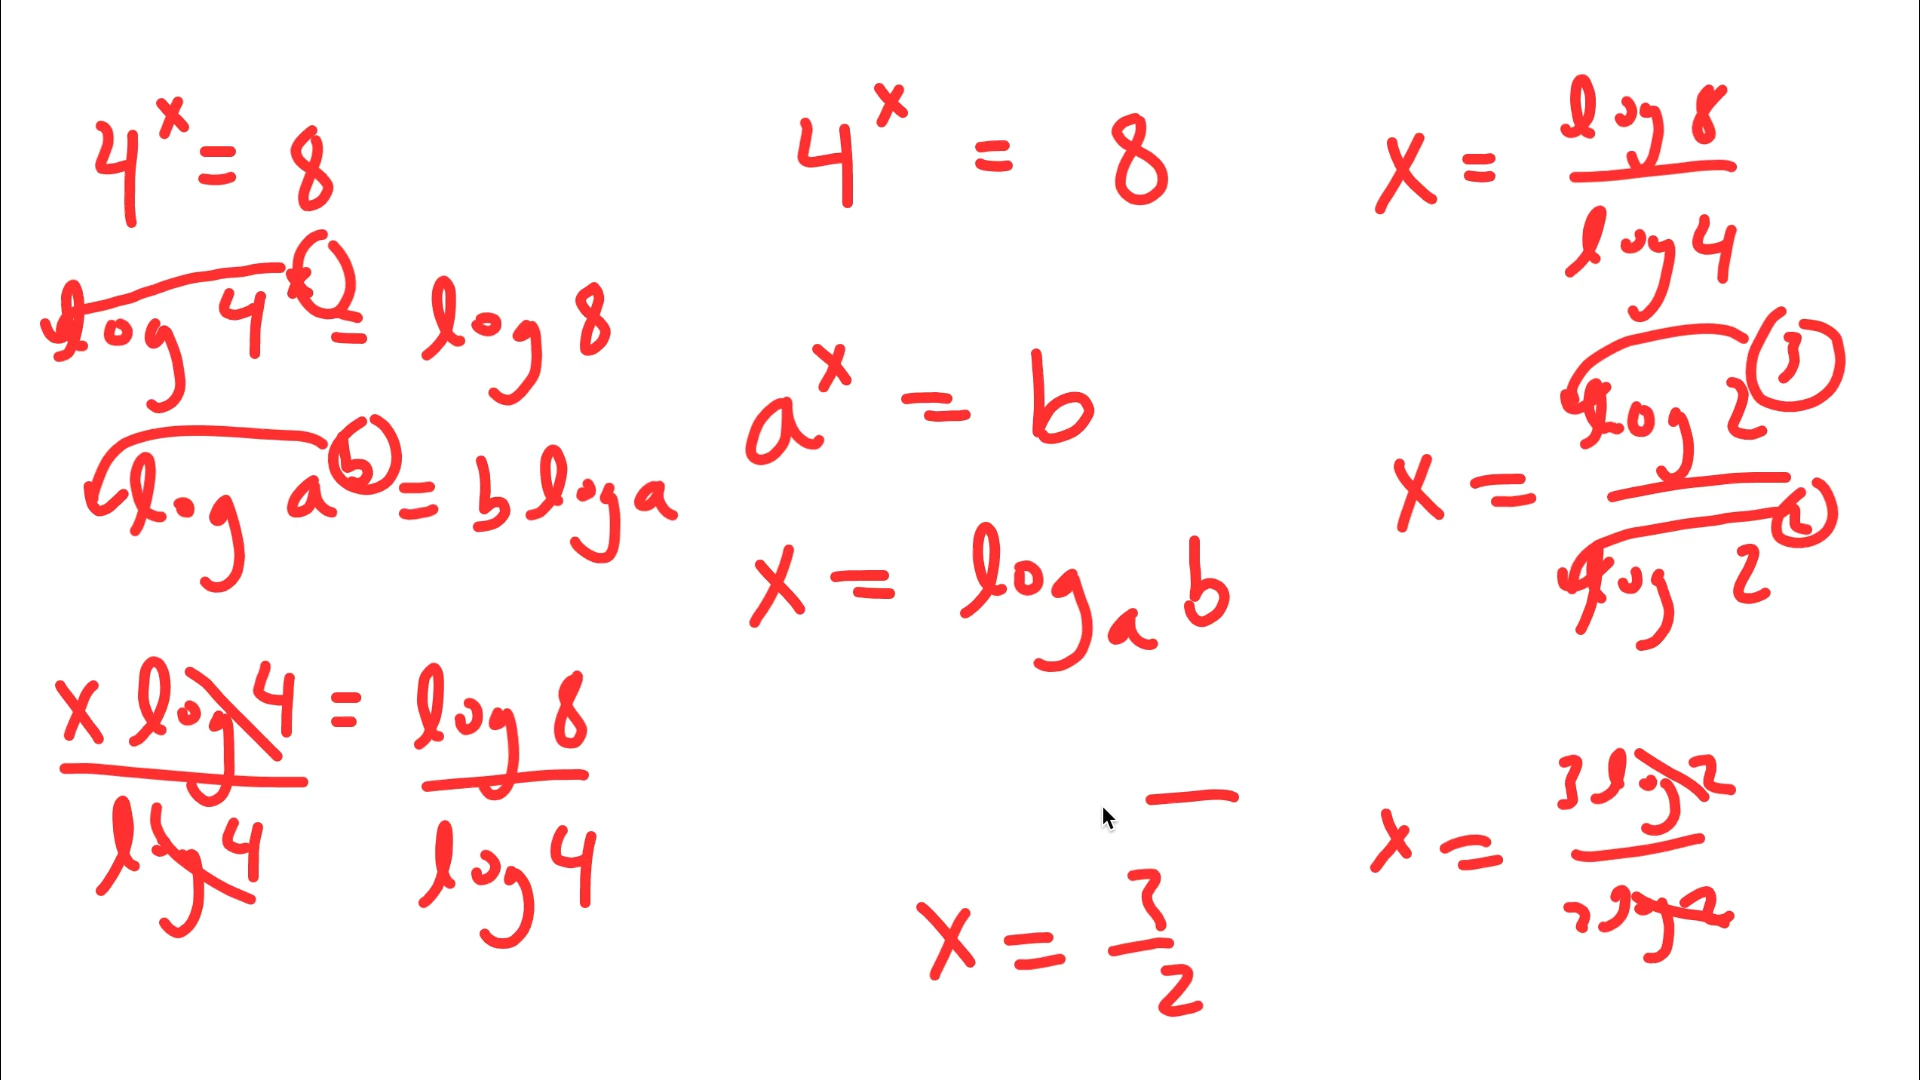 4^x = 8
log 4^x = log 8
log a^b = b log a
x log 4 / log 4 = log 8 / log 4
4^x = 8
a^x = b
x = log_a b
x = 3/2
x = log 8 / log 4
x = log 2^3 / log 2^2
x = 3 log 2 / 2 log 2